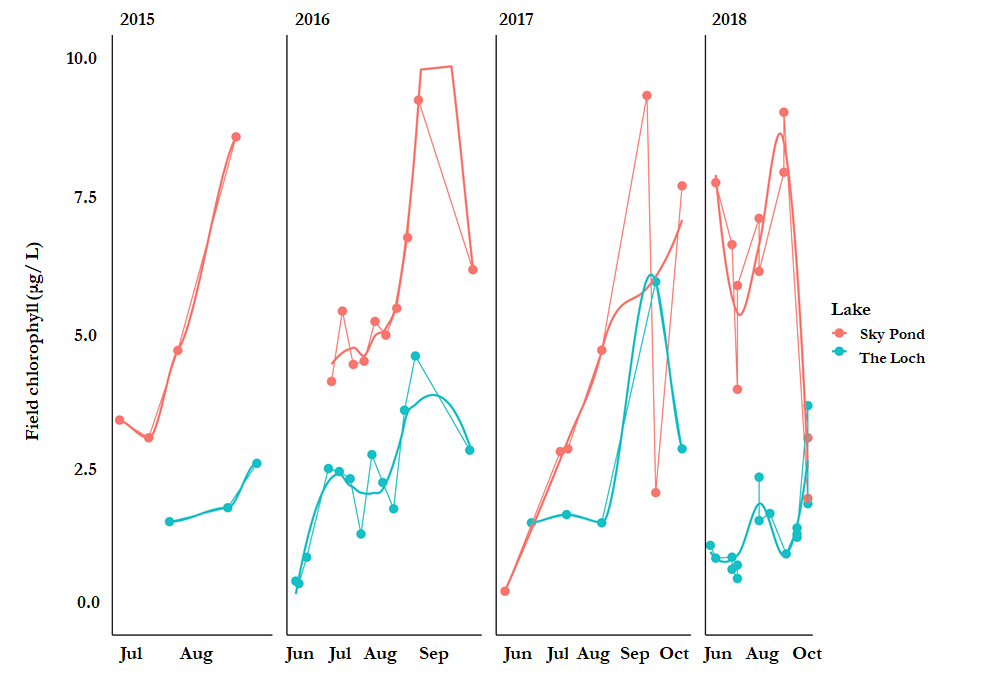 2015 2016 2017 2018
10.0
7.5
5.0
2.5
0.0
Field chlorophyll (µg/ L)
Jul Aug Jun Jul Aug Sep Jun Jul Aug Sep Oct Jun Aug Oct
Lake
Sky Pond
The Loch